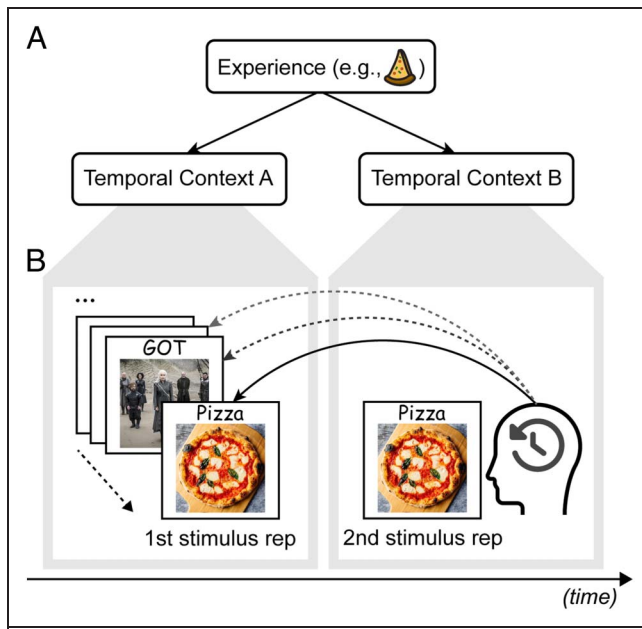 A
Experience (e.g., )
Temporal Context A
Temporal Context B
B
...
GOT
Pizza
1st stimulus rep
Pizza
2nd stimulus rep
(time)